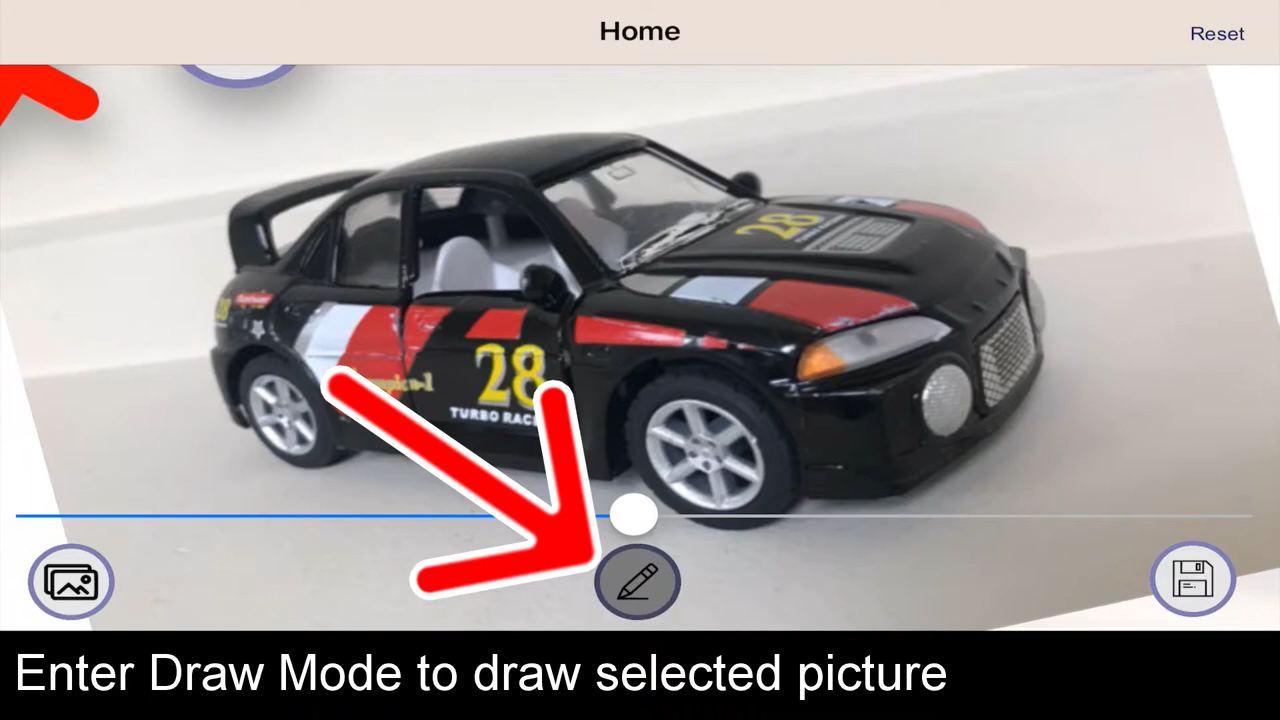 Home
Reset
28
28
TURBO RAC
Enter Draw Mode to draw selected picture